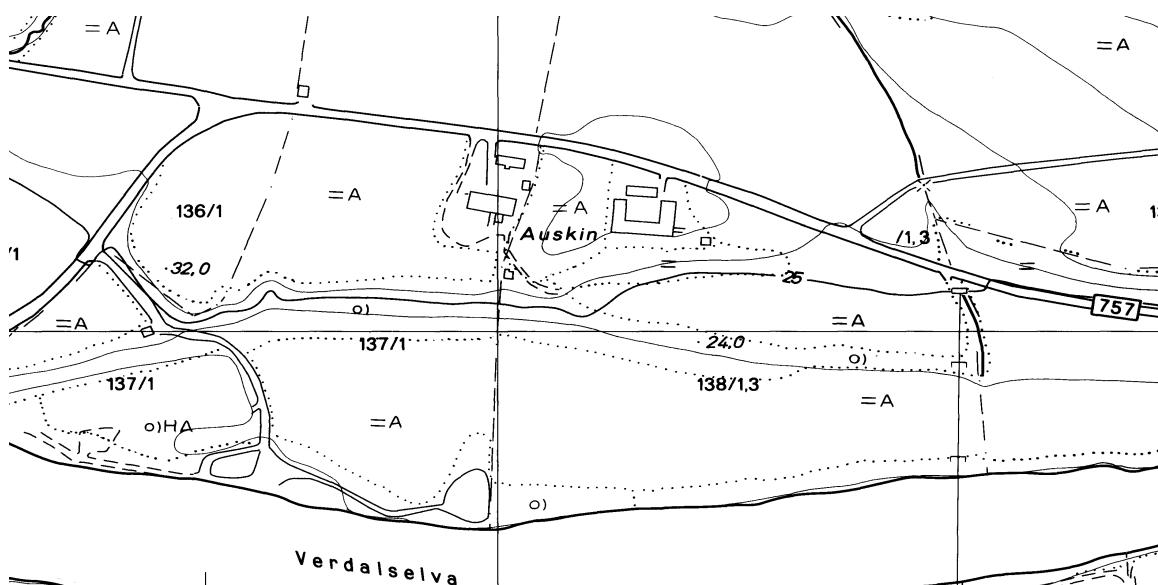 =A
=A
=A
=A
=A
136/1
/1
Auskin
/1,3
32,0
25
757
=A
o)
=A
137/1
24,0
o)
137/1
138/1,3
=A
o)HA
=A
o)
Verdalselva